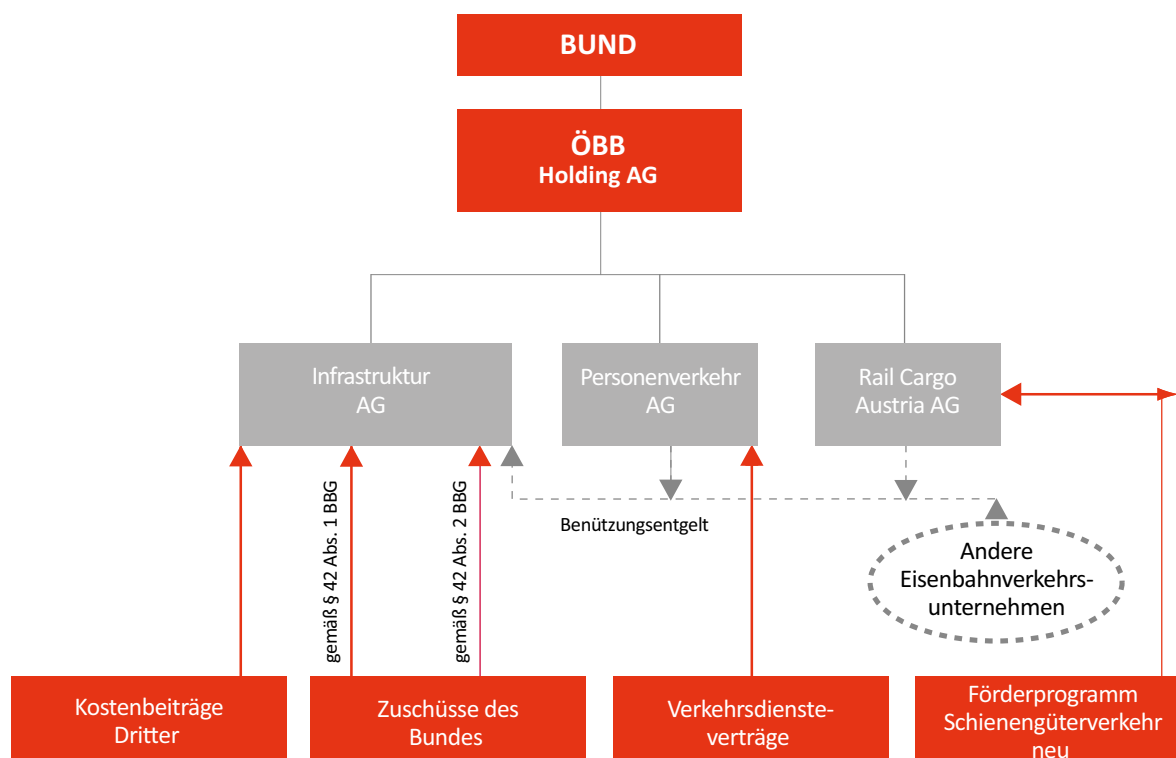 BUND
ÖBB
Holding AG
Infrastruktur
AG
Personenverkehr
AG
Rail Cargo
Austria AG
gemäß § 42 Abs. 1 BBG
gemäß § 42 Abs. 2 BBG
Benützungsentgelt
Andere
Eisenbahnverkehrs-
unternehmen
Kostenbeiträge
Dritter
Zuschüsse des
Bundes
Verkehrsdienste-
verträge
Förderprogramm
Schienengüterverkehr
neu